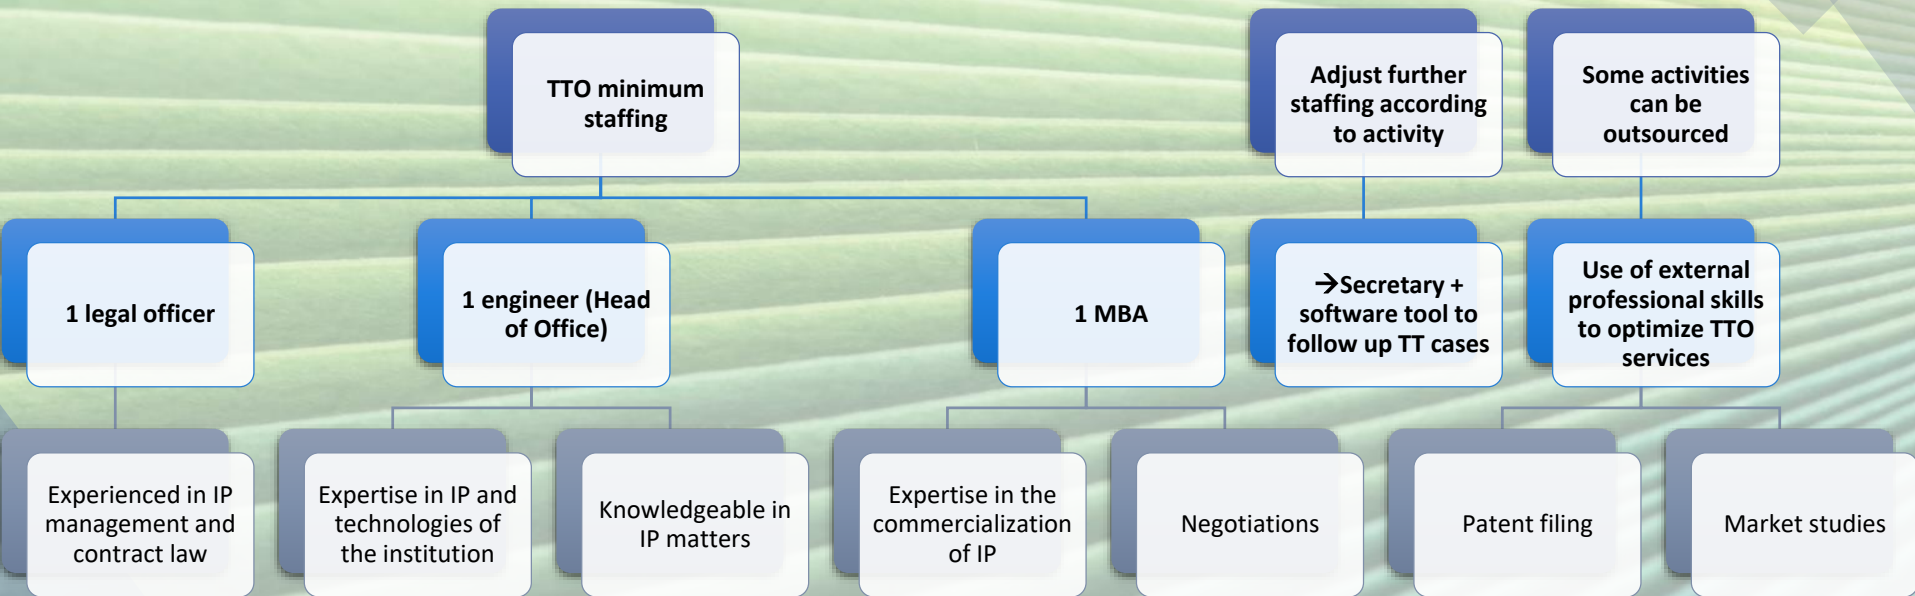 TTO minimum
staffing
Adjust further
staffing according
to activity
Some activities
can be
outsourced
1 legal officer
1 engineer (Head
of Office)
1 MBA
→Secretary +
software tool to
follow up TT cases
Use of external
professional skills
to optimize TTO
services
Experienced in IP
management and
contract law
Expertise in IP and
technologies of
the institution
Knowledgeable in
IP matters
Expertise in the
commercialization
of IP
Negotiations
Patent filing
Market studies